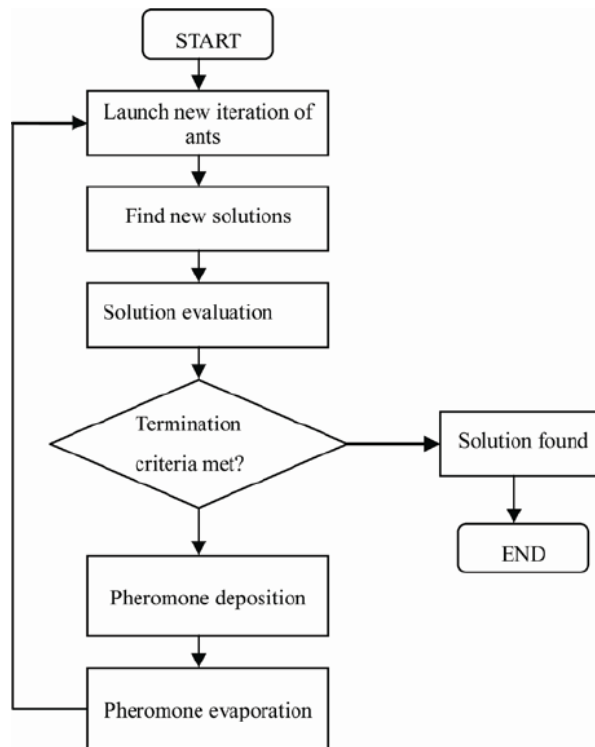 START
Launch new iteration of
ants
Find new solutions
Solution evaluation
Termination
criteria met?
Solution found
END
Pheromone deposition
Pheromone evaporation